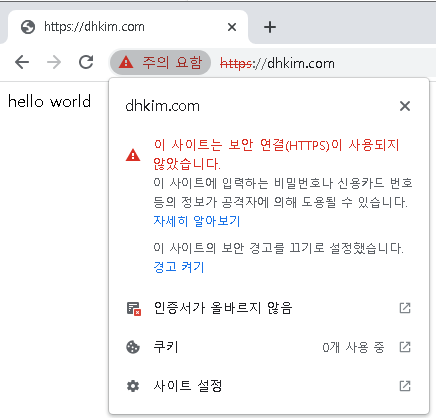 https://dhkim.com
주의 요함 https://dhkim.com
hello world
dhkim.com
이 사이트는 보안 연결(HTTPS)이 사용되지
않았습니다.
이 사이트에 입력하는 비밀번호나 신용카드 번호
등의 정보가 공격자에 의해 도용될 수 있습니다.
자세히 알아보기
이 사이트의 보안 경고를 끄기로 설정했습니다.
경고 켜기
인증서가 올바르지 않음
쿠키 0개 사용 중
사이트 설정